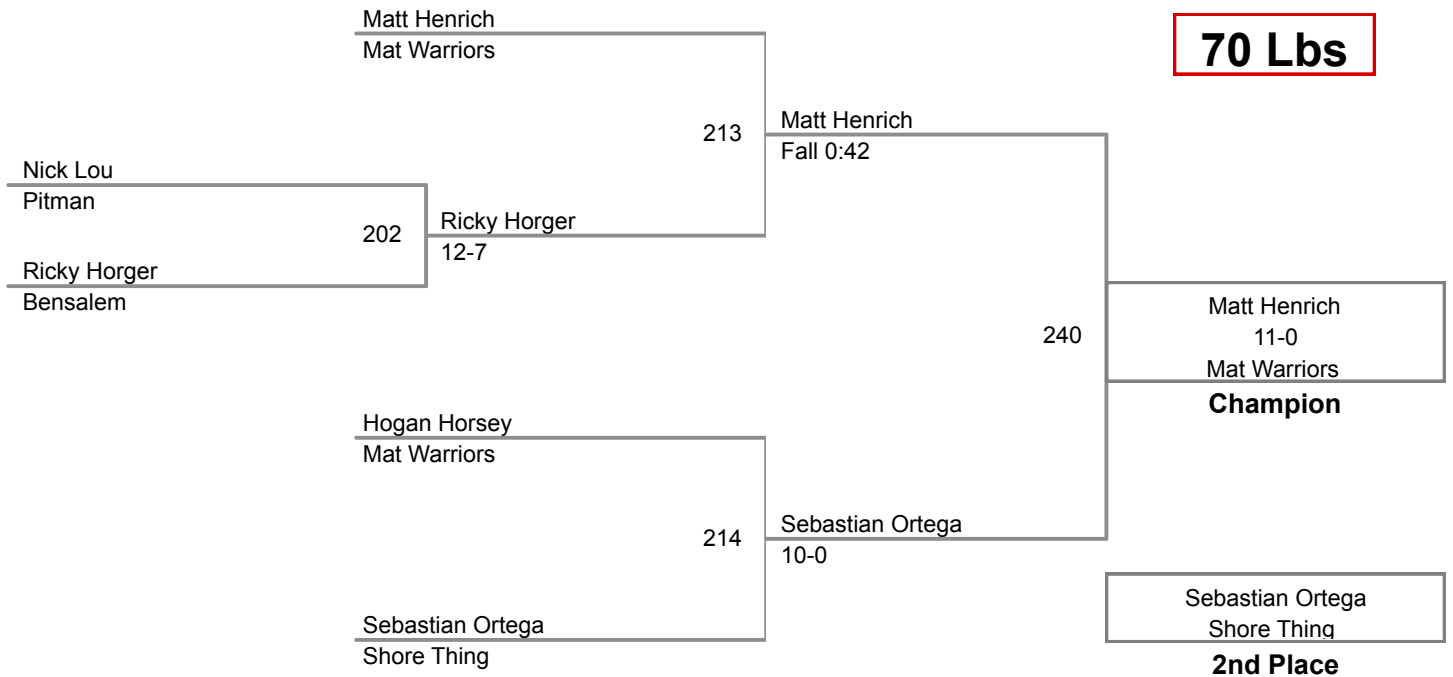 Matt Henrich
Mat Warriors
70 Lbs
213
Matt Henrich
Fall 0:42
Nick Lou
Pitman
202
Ricky Horger
12-7
Ricky Horger
Bensalem
240
Matt Henrich
11-0
Mat Warriors
Champion
Hogan Horsey
Mat Warriors
214
Sebastian Ortega
10-0
Sebastian Ortega
Shore Thing
Sebastian Ortega
Shore Thing
2nd Place